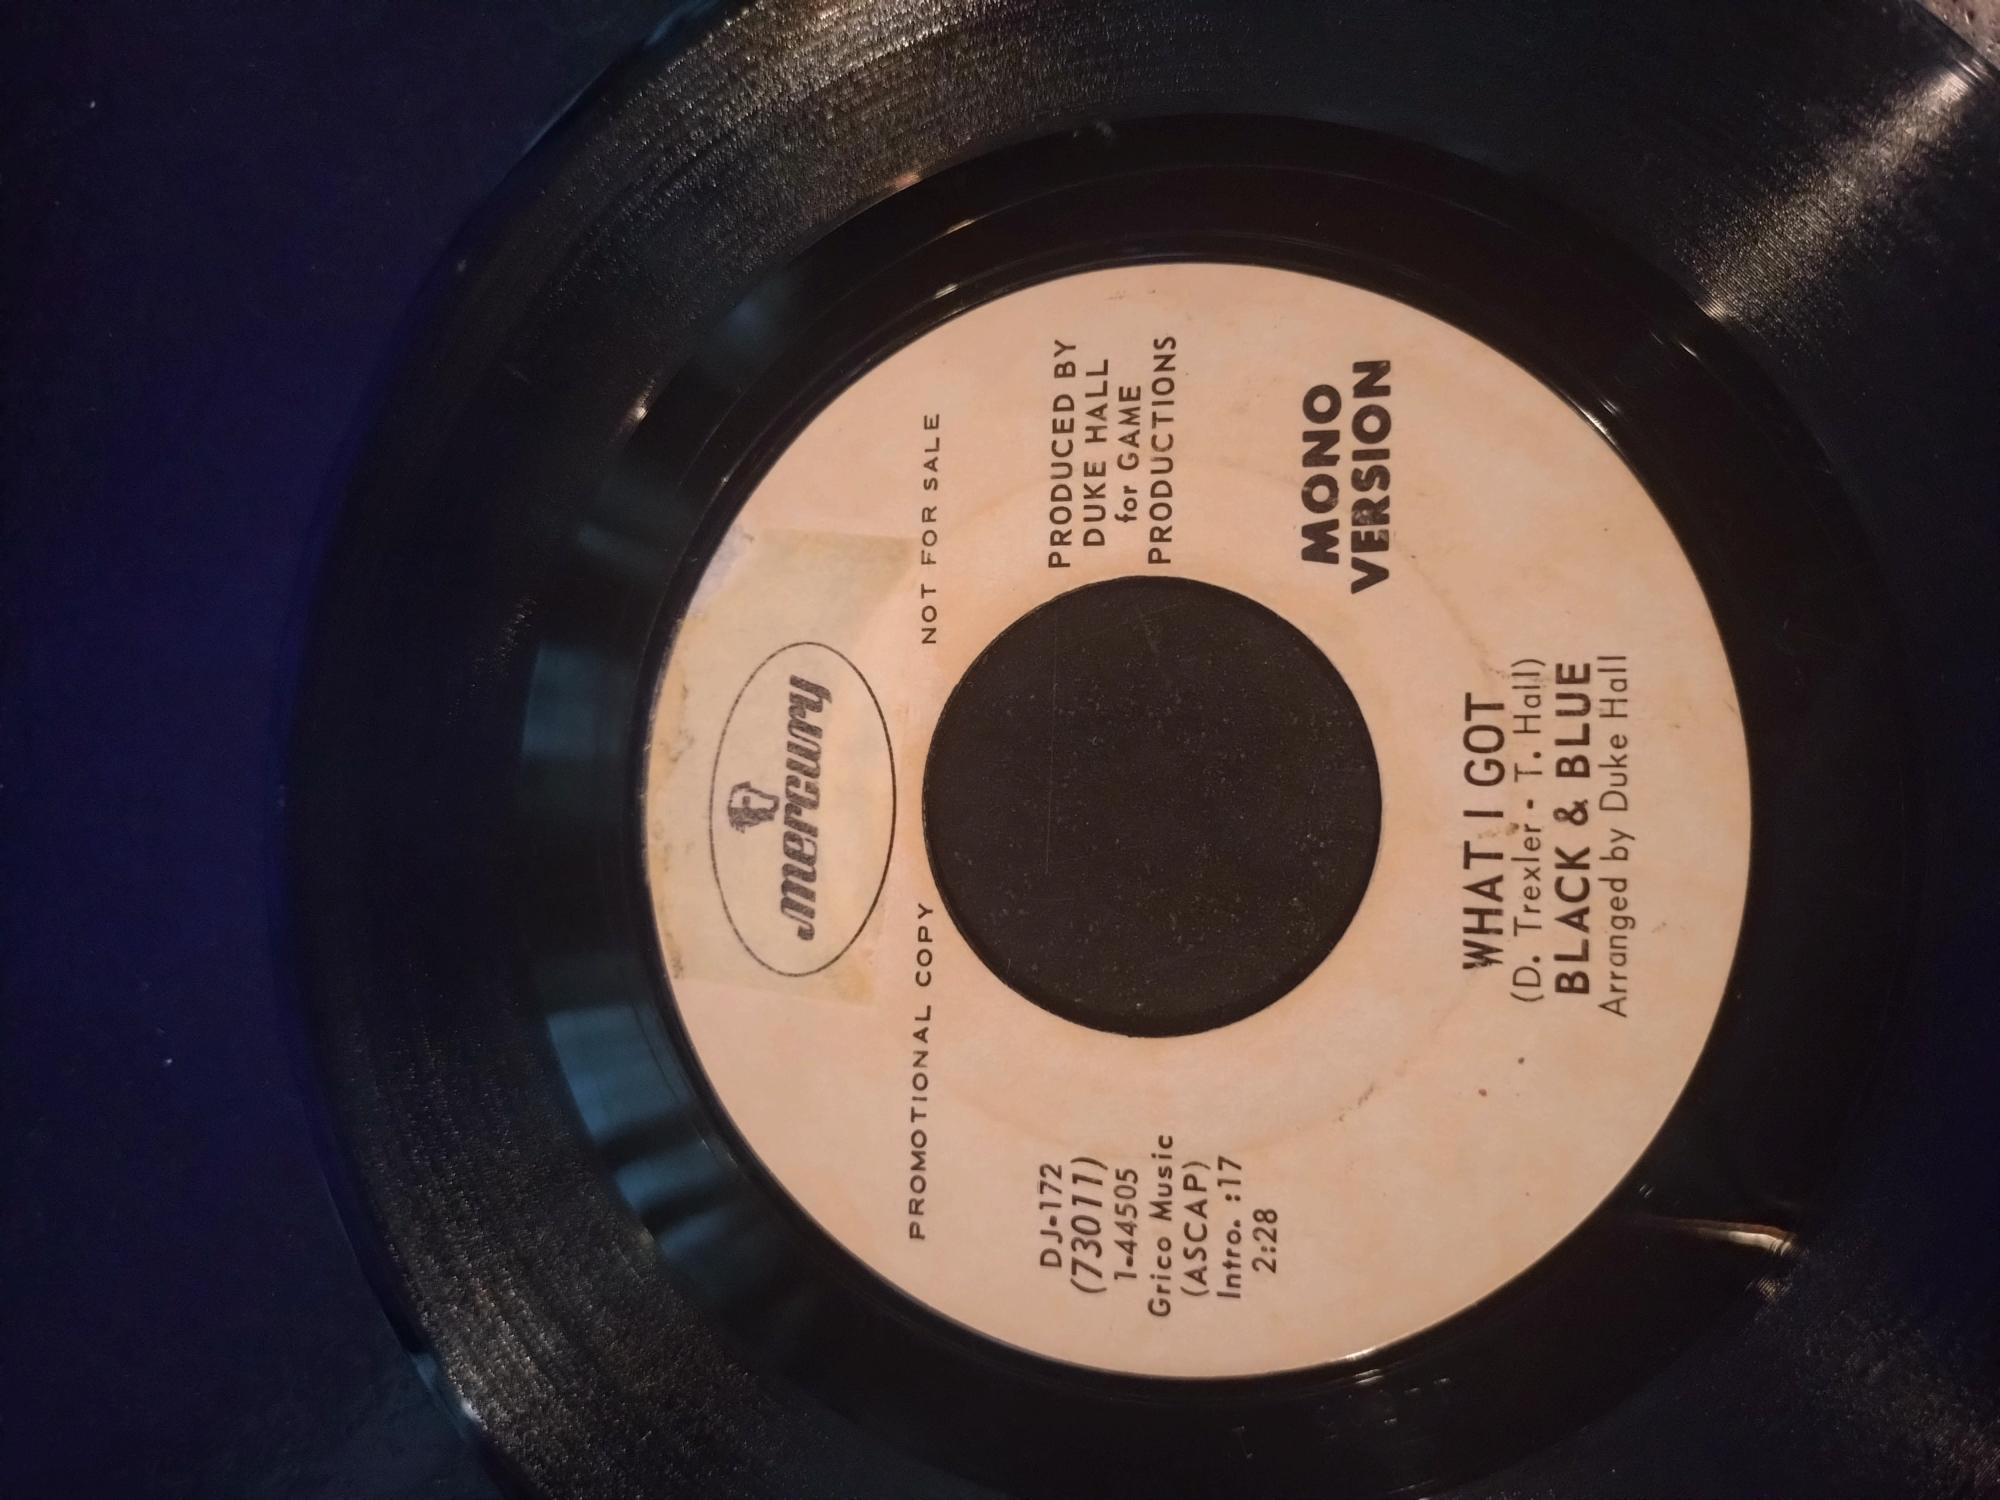 mercury
PROMOTIONAL COPY
NOT FOR SALE
DJ-172
(73011)
1-44505
Grico Music
(ASCAP)
Intro. :17
2:28
PRODUCED BY
DUKE HALL
for GAME
PRODUCTIONS
MONO
VERSION
WHAT I GOT
(D. Trexler - T. Hall)
BLACK & BLUE
Arranged by Duke Hall